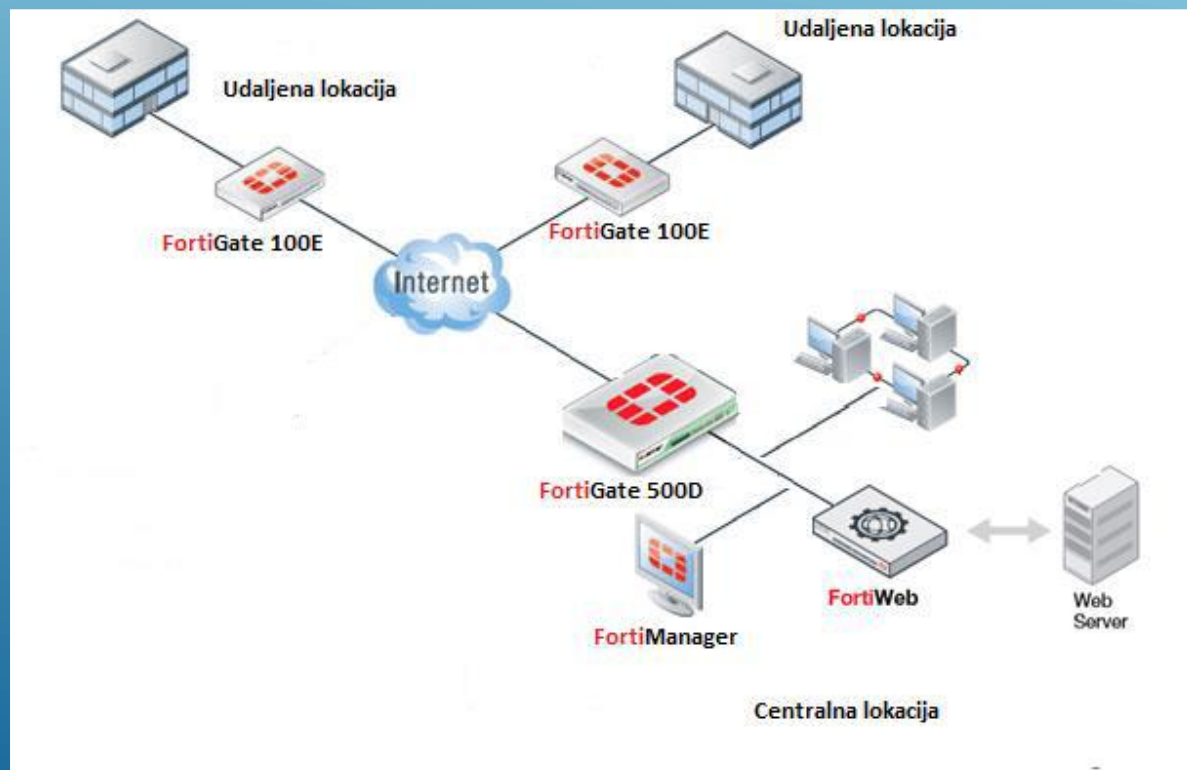 Udaljena lokacija
Udaljena lokacija
FortiGate 100E
FortiGate 100E
Internet
FortiGate 500D
FortiManager
FortiWeb
Web
Server
Centralna lokacija